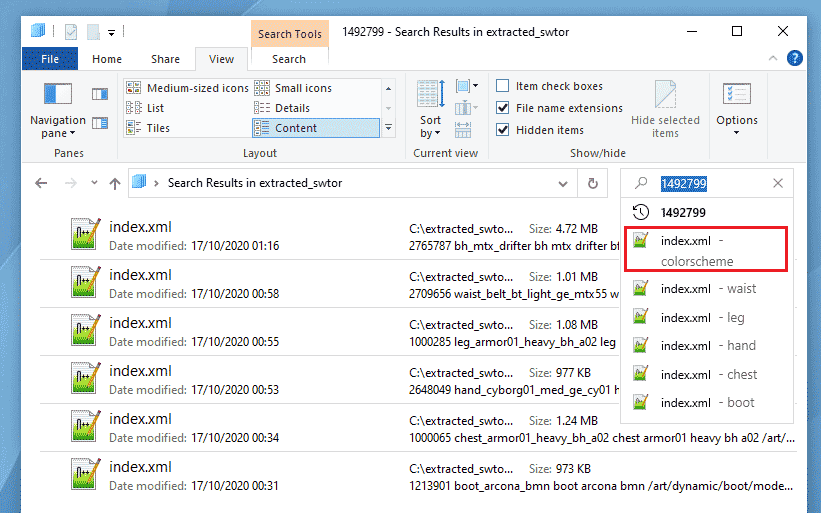 Search Tools
1492799 - Search Results in extracted_swtor
File Home Share View Search
Navigation pane
Panes
Medium-sized icons Small icons
List Details
Tiles Content
Layout
Sort by
Current view
Item check boxes
File name extensions
Hidden items
Hide selected items
Show/hide
Options
Search Results in extracted_swtor
1492799
1492799
index.xml - colorscheme
index.xml - waist
index.xml - leg
index.xml - hand
index.xml - chest
index.xml - boot
index.xml C:\extracted_swto... Size: 4.72 MB
Date modified: 17/10/2020 01:16 2765787 bh_mtx_drifter bh mtx drifter
index.xml C:\extracted_swto... Size: 1.01 MB
Date modified: 17/10/2020 00:58 2709656 waist_belt_bt_light_ge_mtx55
index.xml C:\extracted_swto... Size: 1.08 MB
Date modified: 17/10/2020 00:55 1000285 leg_armor01_heavy_bh_a02 leg
index.xml C:\extracted_swto... Size: 977 KB
Date modified: 17/10/2020 00:53 2648049 hand_cyborg01_med_ge_cy01
index.xml C:\extracted_swto... Size: 1.24 MB
Date modified: 17/10/2020 00:34 1000065 chest_armor01_heavy_bh_a02 chest armor01 heavy bh a02 /art/...
index.xml C:\extracted_swto... Size: 973 KB
Date modified: 17/10/2020 00:31 1213901 boot_arcona_bmn boot arcona bmn /art/dynamic/boot/mode...